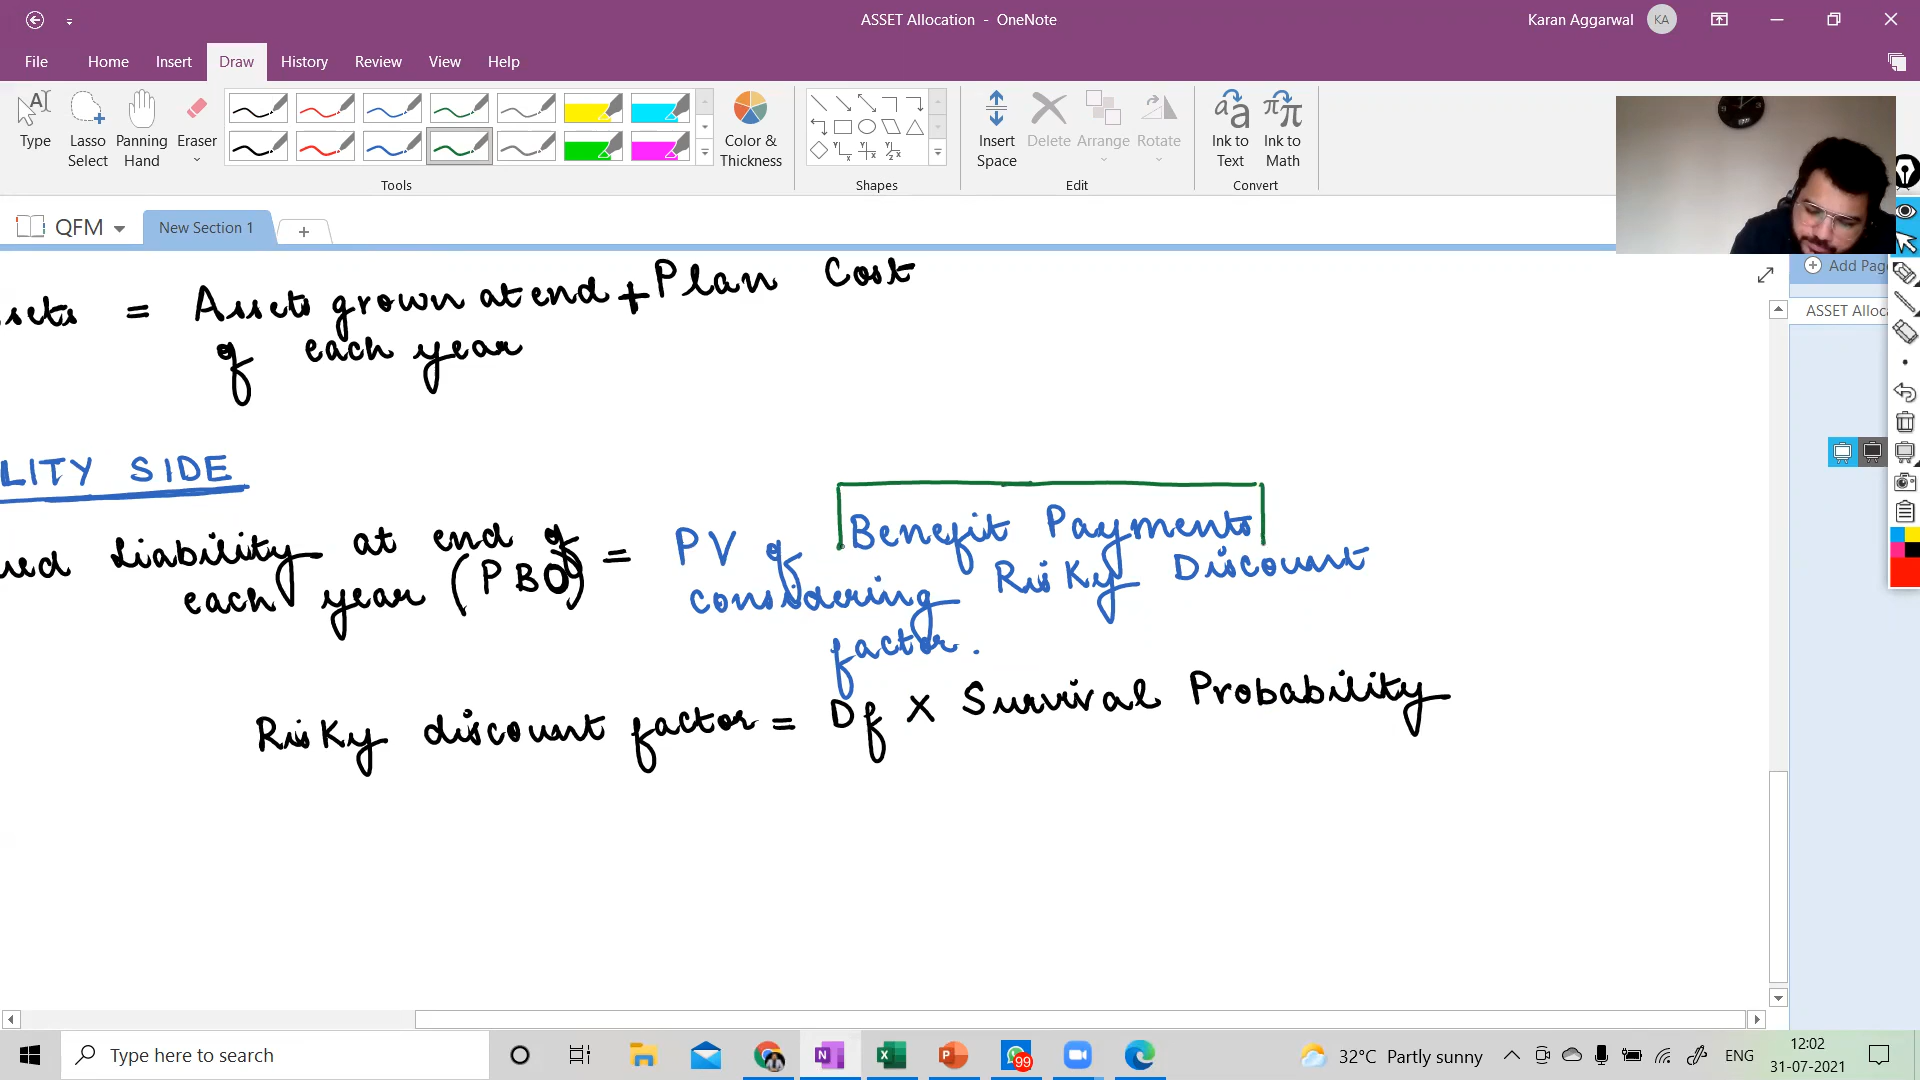 ASSET Allocation - OneNote
Karan Aggarwal KA
File Home Insert Draw History Review View Help
Type
Lasso Select
Panning Hand
Eraser
Color & Thickness
Insert Space
Delete
Arrange
Rotate
Ink to Text
Ink to Math
Tools
Shapes
Edit
Convert
QFM
New Section 1
Add Pag
ASSET Alloc
ssets = Assets grown at end + Plan Cost
of each year
LITY SIDE
ued Liability at end of each year (PBO) = PV of Benefit Payments
considering Risky Discount
factor.
Risky discount factor = Df X Survival Probability
Type here to search
99
32°C Partly sunny
ENG
12:02
31-07-2021